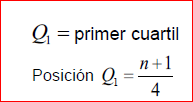 Q₁ = primer cuartil
Posición Q₁ = (n + 1) / 4